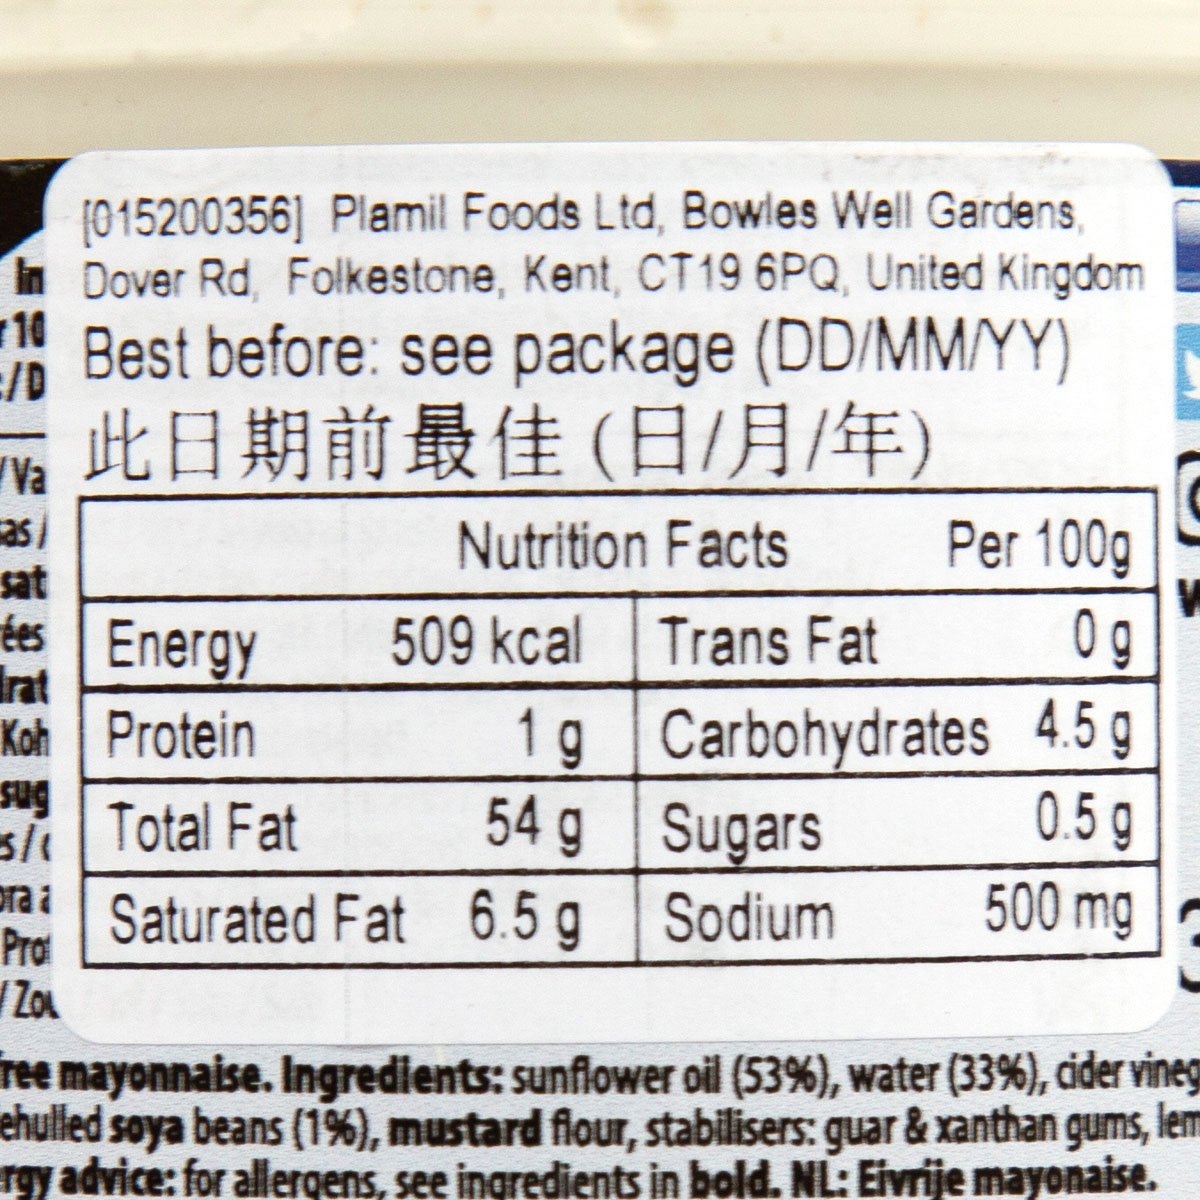 [015200356] Plamil Foods Ltd, Bowles Well Gardens,
Dover Rd, Folkestone, Kent, CT19 6PQ, United Kingdom
Best before: see package (DD/MM/YY)
此日期前最佳 (日/月/年)
Nutrition Facts Per 100g
Energy 509 kcal Trans Fat 0 g
Protein 1 g Carbohydrates 4.5 g
Total Fat 54 g Sugars 0.5 g
Saturated Fat 6.5 g Sodium 500 mg
mayonnaise. Ingredients: sunflower oil (53%), water (33%), cider
soya beans (1%), mustard flour, stabilisers: guar & xanthan gums,
advice: for allergens, see ingredients in bold. NL: Eivrije mayonaise.